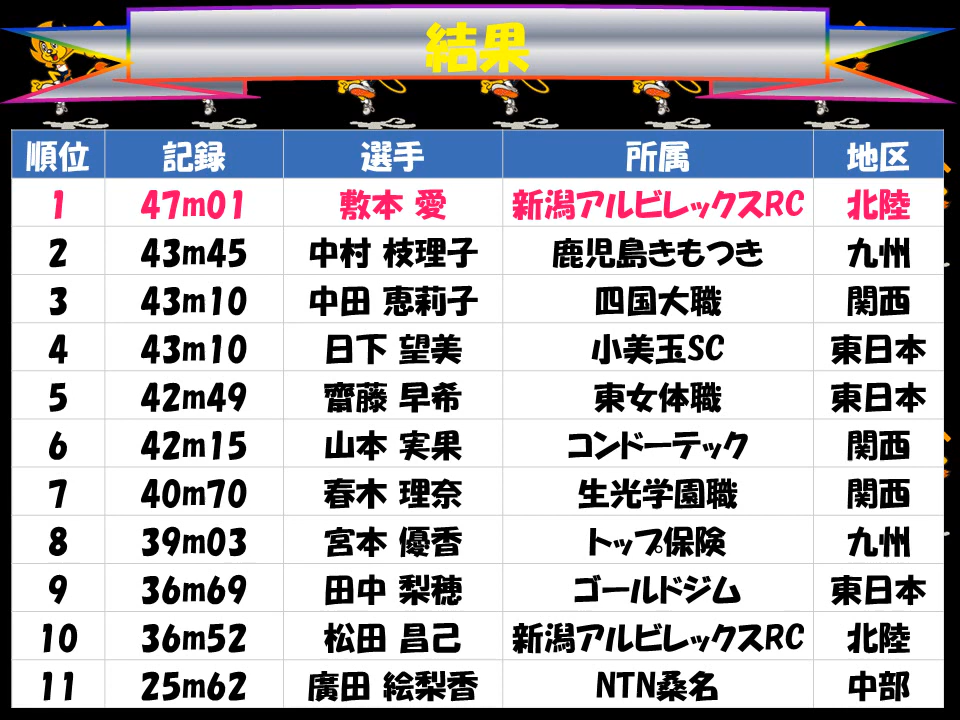 結果
順位 記録 選手 所属 地区
1 47m01 敷本 愛 新潟アルビレックスRC 北陸
2 43m45 中村 枝理子 鹿児島きもつき 九州
3 43m10 中田 恵莉子 四国大職 関西
4 43m10 日下 望美 小美玉SC 東日本
5 42m49 齋藤 早希 東女体職 東日本
6 42m15 山本 実果 コンドーテック 関西
7 40m70 春木 理奈 生光学園職 関西
8 39m03 宮本 優香 トップ保険 九州
9 36m69 田中 梨穂 ゴールドジム 東日本
10 36m52 松田 昌己 新潟アルビレックスRC 北陸
11 25m62 廣田 絵梨香 NTN桑名 中部